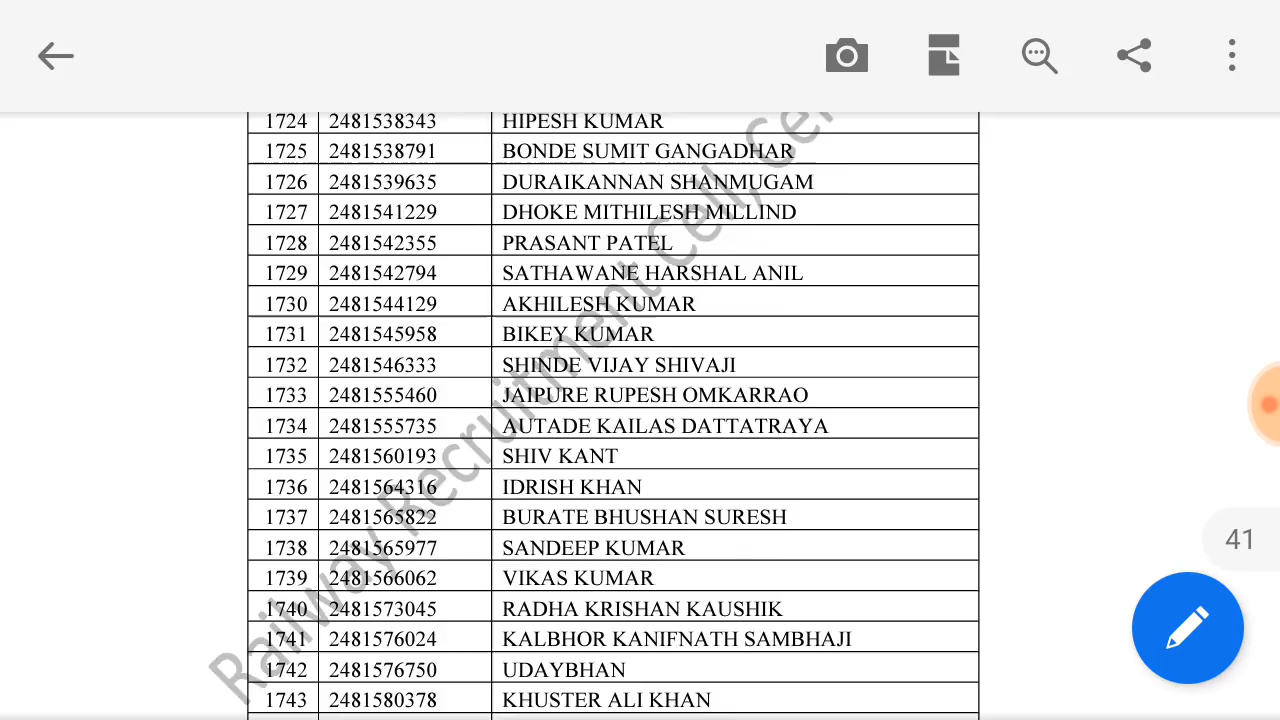 1724 2481538343 HIPESH KUMAR
1725 2481538791 BONDE SUMIT GANGADHAR
1726 2481539635 DURAIKANNAN SHANMUGAM
1727 2481541229 DHOKE MITHILESH MILLIND
1728 2481542355 PRASANT PATEL
1729 2481542794 SATHAWANE HARSHAL ANIL
1730 2481544129 AKHILESH KUMAR
1731 2481545958 BIKEY KUMAR
1732 2481546333 SHINDE VIJAY SHIVAJI
1733 2481555460 JAIPURE RUPESH OMKARRAO
1734 2481555735 AUTADE KAILAS DATTATRAYA
1735 2481560193 SHIV KANT
1736 2481564316 IDRISH KHAN
1737 2481565822 BURATE BHUSHAN SURESH
1738 2481565977 SANDEEP KUMAR
1739 2481566062 VIKAS KUMAR
1740 2481573045 RADHA KRISHAN KAUSHIK
1741 2481576024 KALBHOR KANIFNATH SAMBHAJI
1742 2481576750 UDAYBHAN
1743 2481580378 KHUSTER ALI KHAN
41
Railway Recruitment Cell,